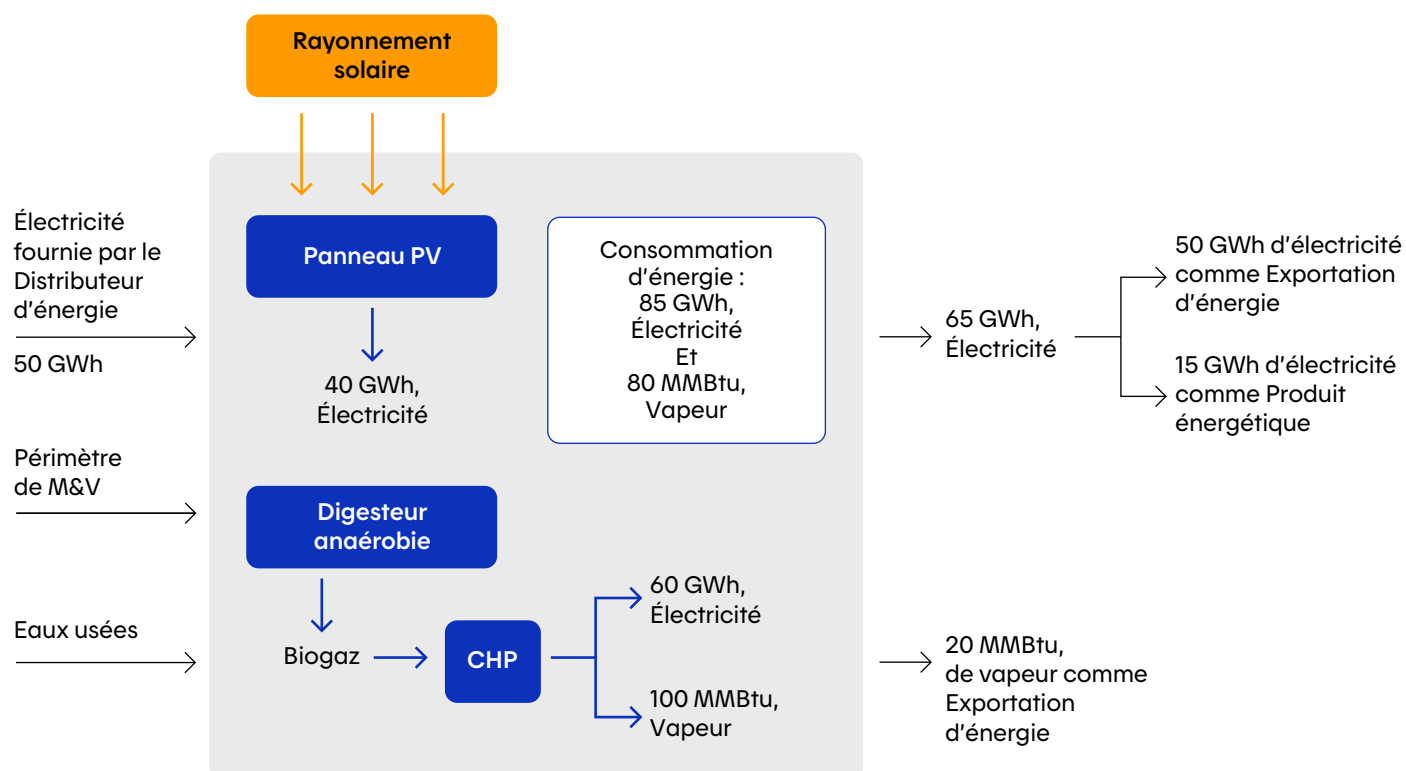 Rayonnement
solaire
Électricité
fournie par le
Distributeur
d'énergie
50 GWh
Panneau PV
40 GWh,
Électricité
Consommation
d'énergie :
85 GWh,
Électricité
Et
80 MMBtu,
Vapeur
65 GWh,
Électricité
50 GWh d'électricité
comme Exportation
d'énergie
15 GWh d'électricité
comme Produit
énergétique
Périmètre
de M&V
Digesteur
anaérobie
Eaux usées
Biogaz
CHP
60 GWh,
Électricité
100 MMBtu,
Vapeur
20 MMBtu,
de vapeur comme
Exportation
d'énergie